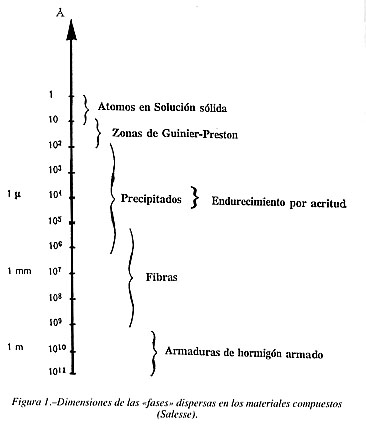 Å
1
Atomos en Solución sólida
10
Zonas de Guinier-Preston
10²
10³
1 μ 10⁴ Precipitados Endurecimiento por acritud
10⁵
10⁶
1 mm 10⁷ Fibras
10⁸
10⁹
1 m 10¹⁰ Armaduras de hormigón armado
10¹¹
Figura 1.–Dimensiones de las «fases» dispersas en los materiales compuestos
(Salesse).